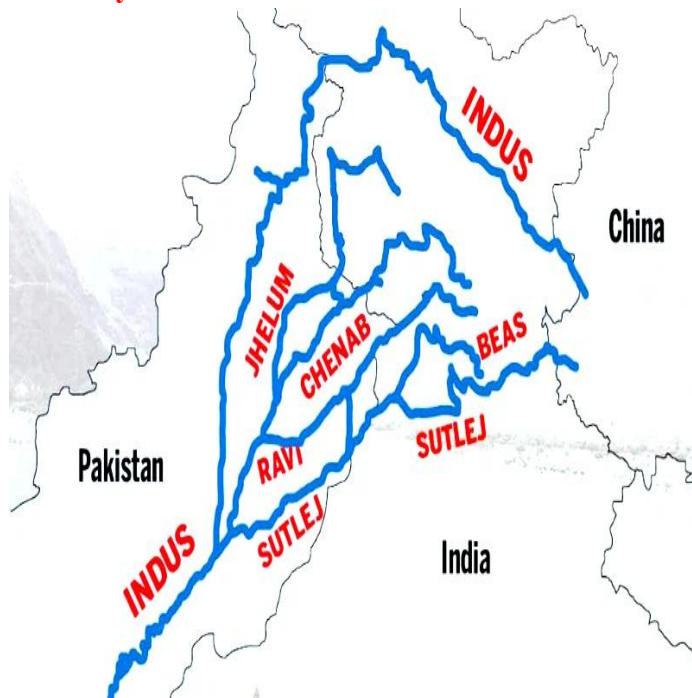 INDUS
China
JHELUM
CHENAB
BEAS
SUTLEJ
RAVI
Pakistan
SUTLEJ
India
INDUS